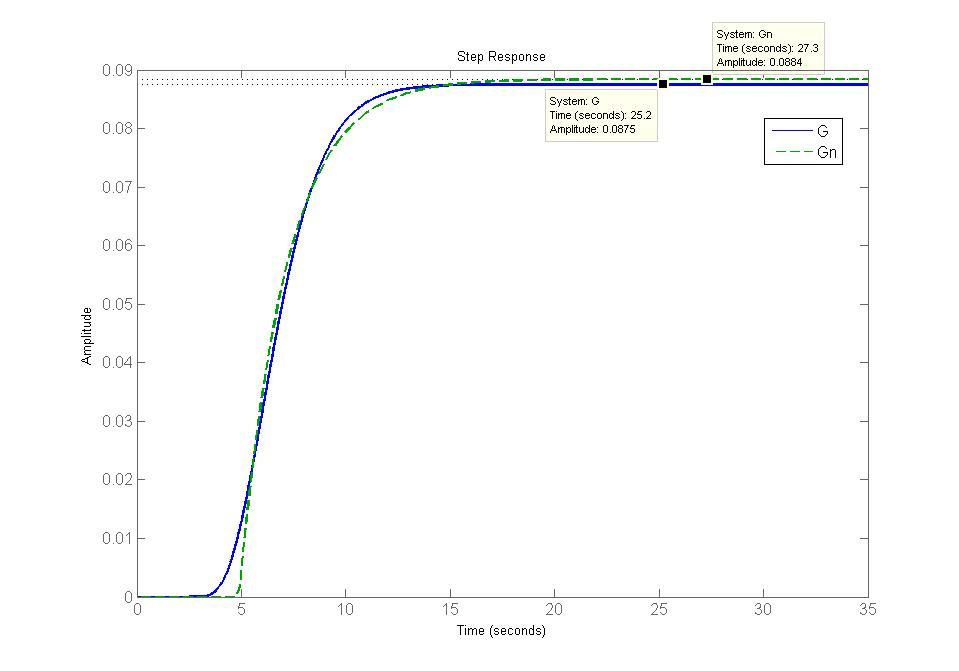 System: Gn
Time (seconds): 27.3
Amplitude: 0.0884
Step Response
0.09
System: G
Time (seconds): 25.2
Amplitude: 0.0875
G
Gn
0.08
0.07
0.06
0.05
0.04
0.03
0.02
0.01
0
Amplitude
0 5 10 15 20 25 30 35
Time (seconds)